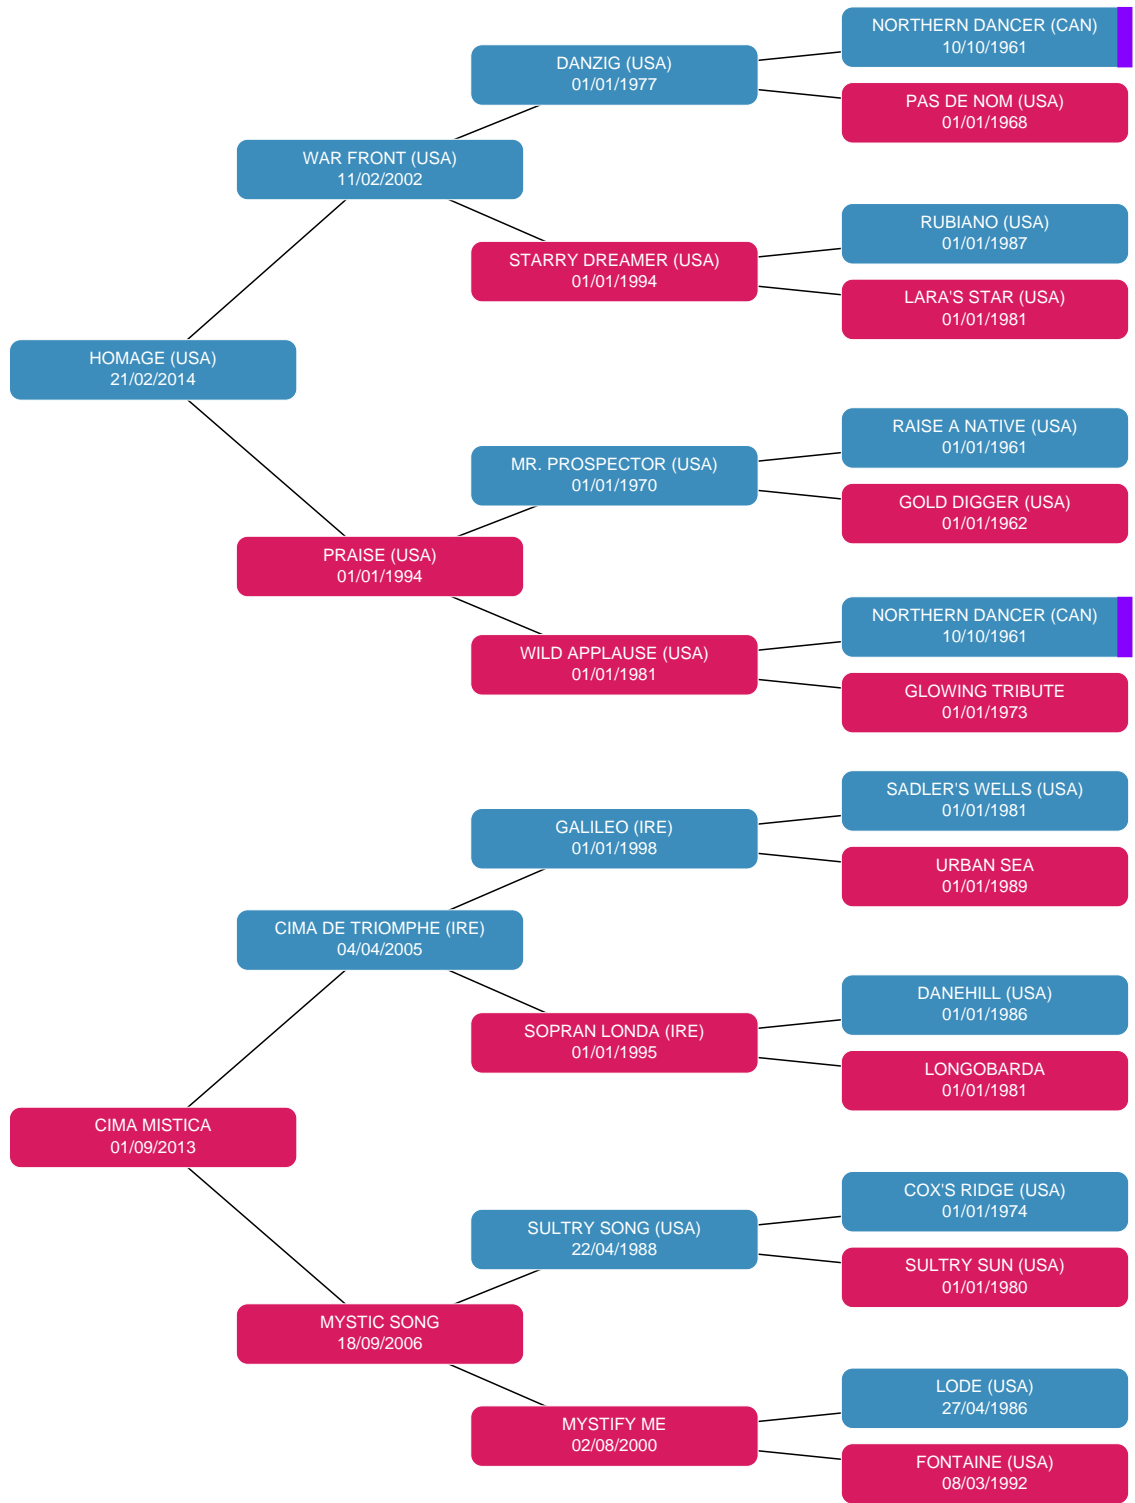 NORTHERN DANCER (CAN)
10/10/1961
DANZIG (USA)
01/01/1977
PAS DE NOM (USA)
01/01/1968
WAR FRONT (USA)
11/02/2002
RUBIANO (USA)
01/01/1987
STARRY DREAMER (USA)
01/01/1994
LARA'S STAR (USA)
01/01/1981
HOMAGE (USA)
21/02/2014
RAISE A NATIVE (USA)
01/01/1961
MR. PROSPECTOR (USA)
01/01/1970
GOLD DIGGER (USA)
01/01/1962
PRAISE (USA)
01/01/1994
NORTHERN DANCER (CAN)
10/10/1961
WILD APPLAUSE (USA)
01/01/1981
GLOWING TRIBUTE
01/01/1973
SADLER'S WELLS (USA)
01/01/1981
GALILEO (IRE)
01/01/1998
URBAN SEA
01/01/1989
CIMA DE TRIOMPHE (IRE)
04/04/2005
DANEHILL (USA)
01/01/1986
SOPRAN LONDA (IRE)
01/01/1995
LONGOBARDA
01/01/1981
CIMA MISTICA
01/09/2013
COX'S RIDGE (USA)
01/01/1974
SULTRY SONG (USA)
22/04/1988
SULTRY SUN (USA)
01/01/1980
MYSTIC SONG
18/09/2006
LODE (USA)
27/04/1986
MYSTIFY ME
02/08/2000
FONTAINE (USA)
08/03/1992